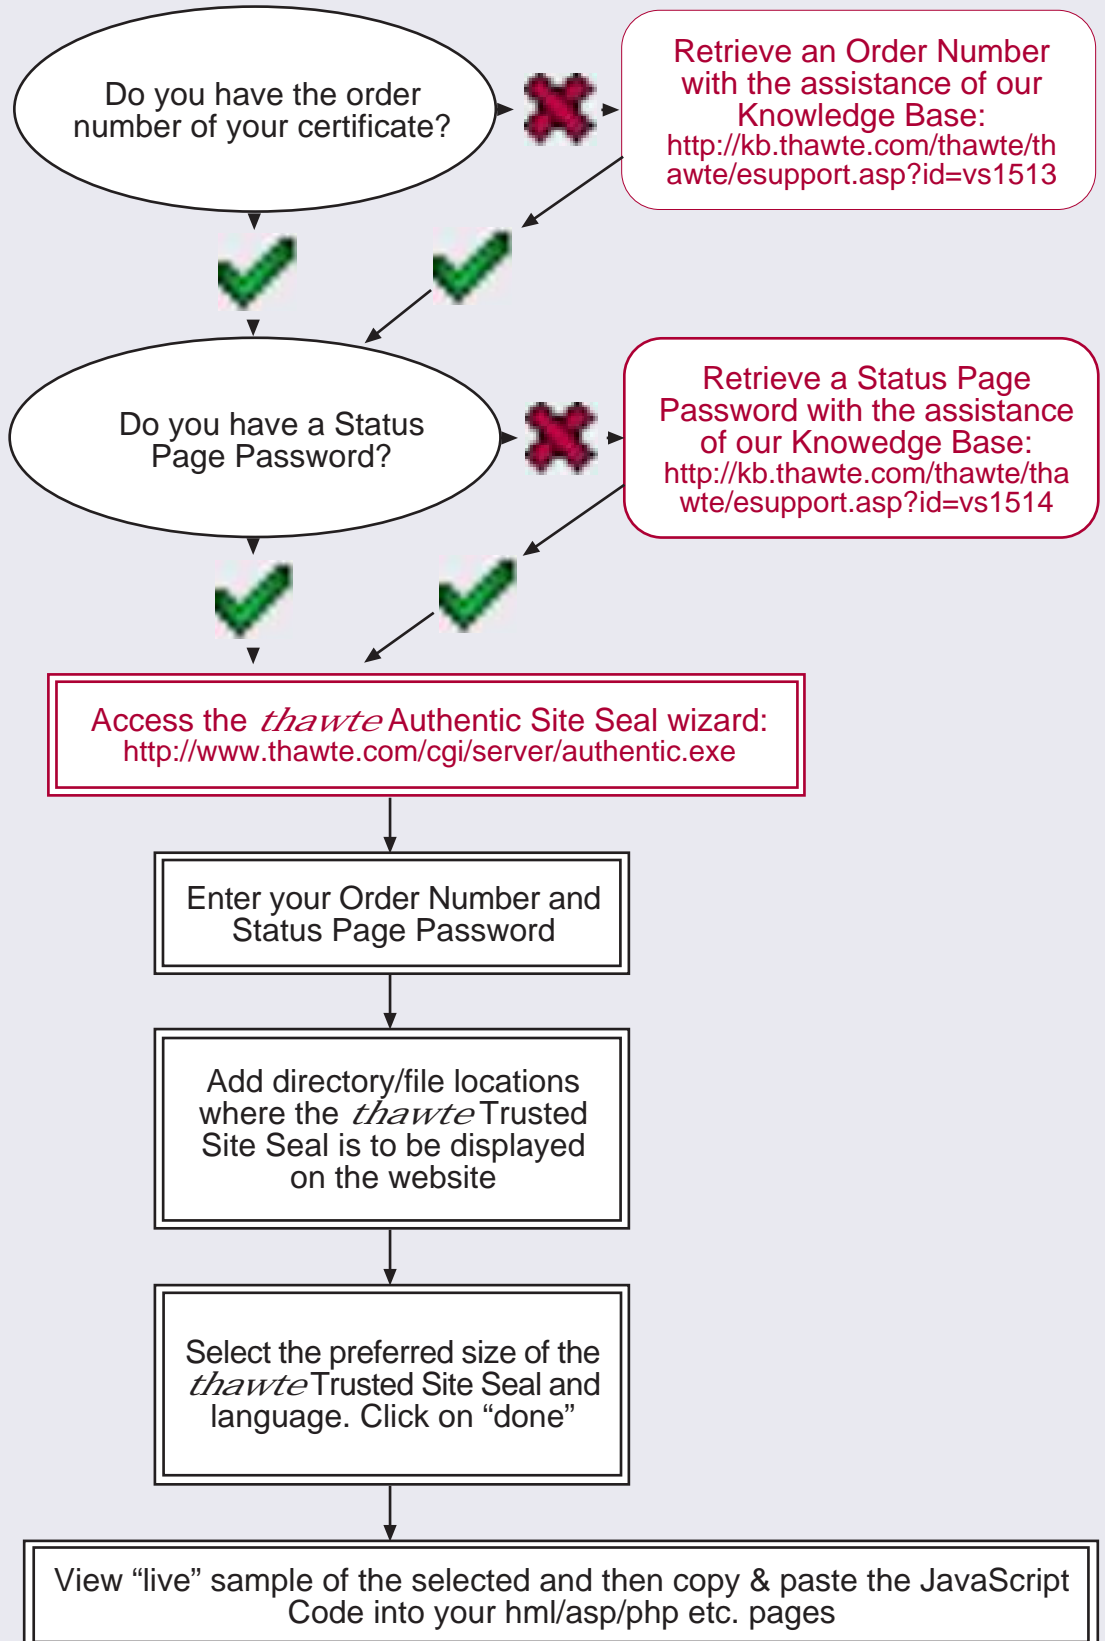 Do you have the order
number of your certificate?
Retrieve an Order Number
with the assistance of our
Knowledge Base:
http://kb.thawte.com/thawte/th
awte/esupport.asp?id=vs1513
Do you have a Status
Page Password?
Retrieve a Status Page
Password with the assistance
of our Knowedge Base:
http://kb.thawte.com/thawte/tha
wte/esupport.asp?id=vs1514
Access the thawte Authentic Site Seal wizard:
http://www.thawte.com/cgi/server/authentic.exe
Enter your Order Number and
Status Page Password
Add directory/file locations
where the thawte Trusted
Site Seal is to be displayed
on the website
Select the preferred size of the
thawte Trusted Site Seal and
language. Click on “done”
View “live” sample of the selected and then copy & paste the JavaScript
Code into your hml/asp/php etc. pages